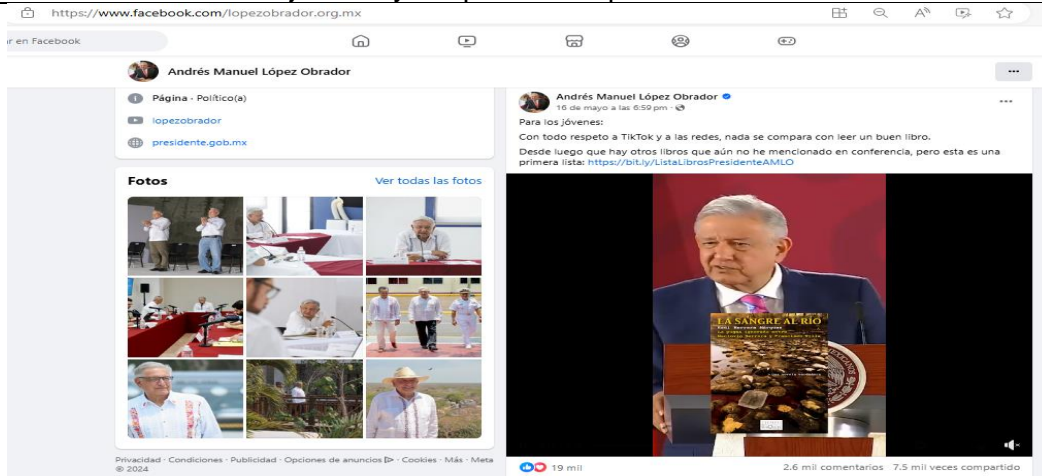 https://www.facebook.com/lopezobrador.org.mx
ar en Facebook
Andrés Manuel López Obrador
Página · Político(a)
lopezobrador
presidente.gob.mx
Fotos
Ver todas las fotos
Privacidad · Condiciones · Publicidad · Opciones de anuncios · Cookies · Más · Meta
© 2024
Andrés Manuel López Obrador
16 de mayo a las 6:59 pm
Para los jóvenes:
Con todo respeto a TikTok y a las redes, nada se compara con leer un buen libro.
Desde luego que hay otros libros que aún no he mencionado en conferencia, pero esta es una
primera lista: https://bit.ly/ListaLibrosPresidenteAMLO
LA SANGRE AL RÍO
Raúl Herrera Márquez
19 mil
2.6 mil comentarios 7.5 mil veces compartido